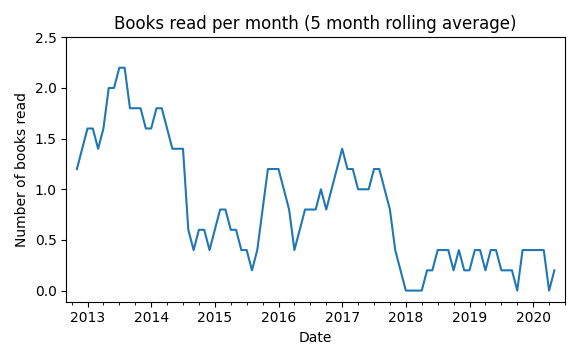 Books read per month (5 month rolling average)
Number of books read
2.5
2.0
1.5
1.0
0.5
0.0
2013 2014 2015 2016 2017 2018 2019 2020
Date